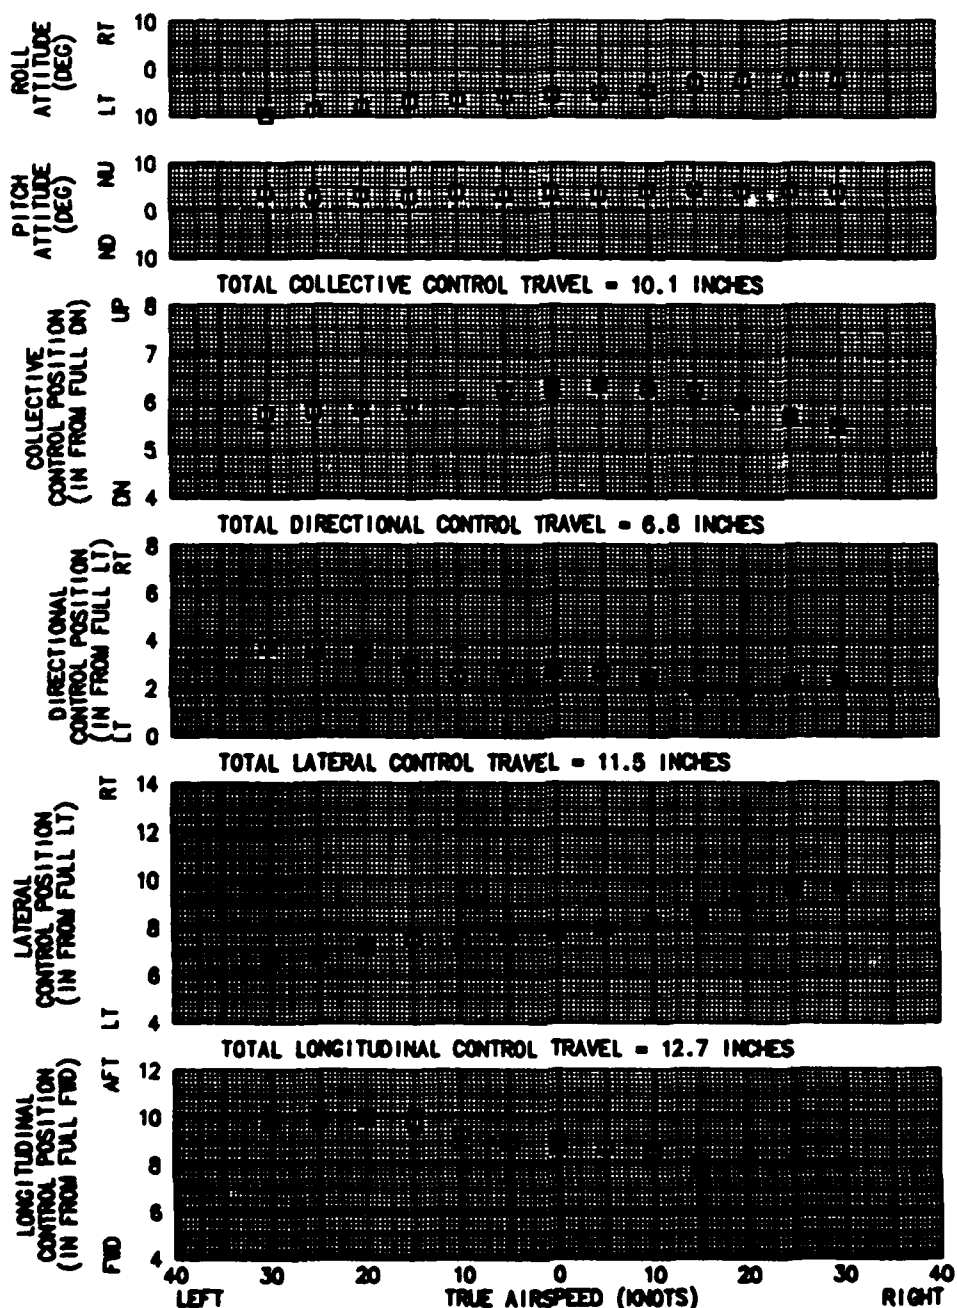 ROLL
ATTITUDE
(DEG)
LT RT
10
0
10
PITCH
ATTITUDE
(DEG)
ND NU
10
0
10
TOTAL COLLECTIVE CONTROL TRAVEL = 10.1 INCHES
COLLECTIVE
CONTROL POSITION
(IN FROM FULL DN)
DN UP
8
7
6
5
4
TOTAL DIRECTIONAL CONTROL TRAVEL = 6.8 INCHES
DIRECTIONAL
CONTROL POSITION
(IN FROM FULL LT)
LT RT
8
6
4
2
0
TOTAL LATERAL CONTROL TRAVEL = 11.5 INCHES
LATERAL
CONTROL POSITION
(IN FROM FULL LT)
LT RT
14
12
10
8
6
4
TOTAL LONGITUDINAL CONTROL TRAVEL = 12.7 INCHES
LONGITUDINAL
CONTROL POSITION
(IN FROM FULL FWD)
FWD AFT
12
10
8
6
4
40 30 20 10 0 10 20 30 40
LEFT TRUE AIRSPEED (KNOTS) RIGHT